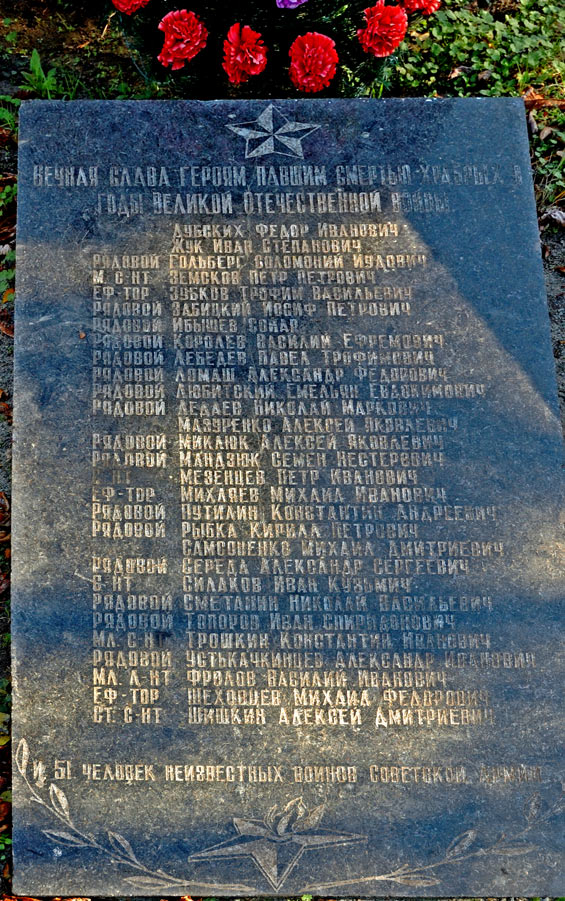 ВЕЧНАЯ СЛАВА ГЕРОЯМ, ПАВШИМ СМЕРТЬЮ ХРАБРЫХ В
ГОДЫ ВЕЛИКОЙ ОТЕЧЕСТВЕННОЙ ВОЙНЫ.
ДУБСКИХ ФЕДОР ИВАНОВИЧ
ЖУК ИВАН СТЕПАНОВИЧ
РЯДОВОЙ ГОЛЬБЕРГ СОЛОМОНИЙ ИУДОВИЧ
М. С-НТ ЗЕМСКОВ ПЕТР ПЕТРОВИЧ
ЕФ-ТОР ЗУБКОВ ТРОФИМ ВАСИЛЬЕВИЧ
РЯДОВОЙ ЗАБИЦКИЙ ИОСИФ ПЕТРОВИЧ
РЯДОВОЙ ИБЫШЕВ
РЯДОВОЙ КОРОЛЕВ ВАСИЛИЙ ЕФРЕМОВИЧ
РЯДОВОЙ ЛЕБЕДЕВ ПАВЕЛ ТРОФИМОВИЧ
РЯДОВОЙ ЛОМАШ АЛЕКСАНДР ФЕДОРОВИЧ
РЯДОВОЙ ЛЮБИТСКИЙ ЕМЕЛЬЯН ЕВДОКИМОВИЧ
РЯДОВОЙ ЛЕДАЕВ НИКОЛАЙ МАРКОВИЧ
МАЗУРЕНКО АЛЕКСЕЙ ЯКОВЛЕВИЧ
РЯДОВОЙ МИКАЮК АЛЕКСЕЙ ЯКОВЛЕВИЧ
РЯДОВОЙ МАНДЗЮК СЕМЕН НЕСТЕРОВИЧ
МЕЗЕНЦЕВ ПЕТР ИВАНОВИЧ
ЕФ-ТОР МИХАЛЕВ МИХАИЛ ИВАНОВИЧ
РЯДОВОЙ ПУТИЛИН КОНСТАНТИН АНДРЕЕВИЧ
РЯДОВОЙ РЫБКА КИРИЛА ПЕТРОВИЧ
САМСОНЕНКО МИХАИЛ ДМИТРИЕВИЧ
РЯДОВОЙ СЕРЕДА АЛЕКСАНДР СЕРГЕЕВИЧ
С-НТ СИЛАКОВ ИВАН КУЗЬМИЧ
РЯДОВОЙ СМЕТАНИН НИКОЛАЙ ВАСИЛЬЕВИЧ
РЯДОВОЙ ТОПОРОВ ИВАН СПИРИДОНОВИЧ
МЛ. С-НТ ТРОШКИН КОНСТАНТИН ИВАНОВИЧ
РЯДОВОЙ УСТЬКАЧКИНЦЕВ АЛЕКСАНДР ИВАНОВИЧ
МЛ. Л-НТ ФРОЛОВ ВАСИЛИЙ ИВАНОВИЧ
ЕФ-ТОР ШЕХОВЦЕВ МИХАИЛ ФЕДОРОВИЧ
СТ. С-НТ ШИШКИН АЛЕКСЕЙ ДМИТРИЕВИЧ
И 51 ЧЕЛОВЕК НЕИЗВЕСТНЫХ ВОИНОВ СОВЕТСКОЙ АРМИИ